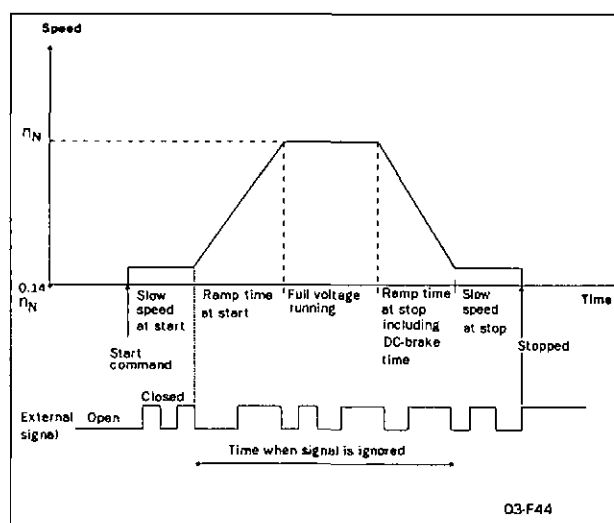 Speed
nN
0.14
nN
Slow speed at start
Ramp time at start
Full voltage running
Ramp time at stop including DC-brake time
Slow speed at stop
Time
Start command
Stopped
External signal
Open
Closed
Time when signal is ignored
03-F44